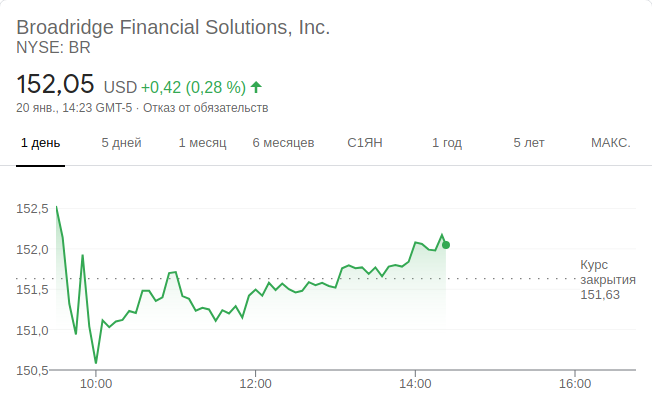 Broadridge Financial Solutions, Inc.
NYSE: BR
152,05 USD +0,42 (0,28 %)
20 янв., 14:23 GMT-5 · Отказ от обязательств
1 день 5 дней 1 месяц 6 месяцев С1ЯН 1 год 5 лет МАКС.
152,5
152,0
Курс
закрытия
151,63
151,5
151,0
150,5
10:00 12:00 14:00 16:00